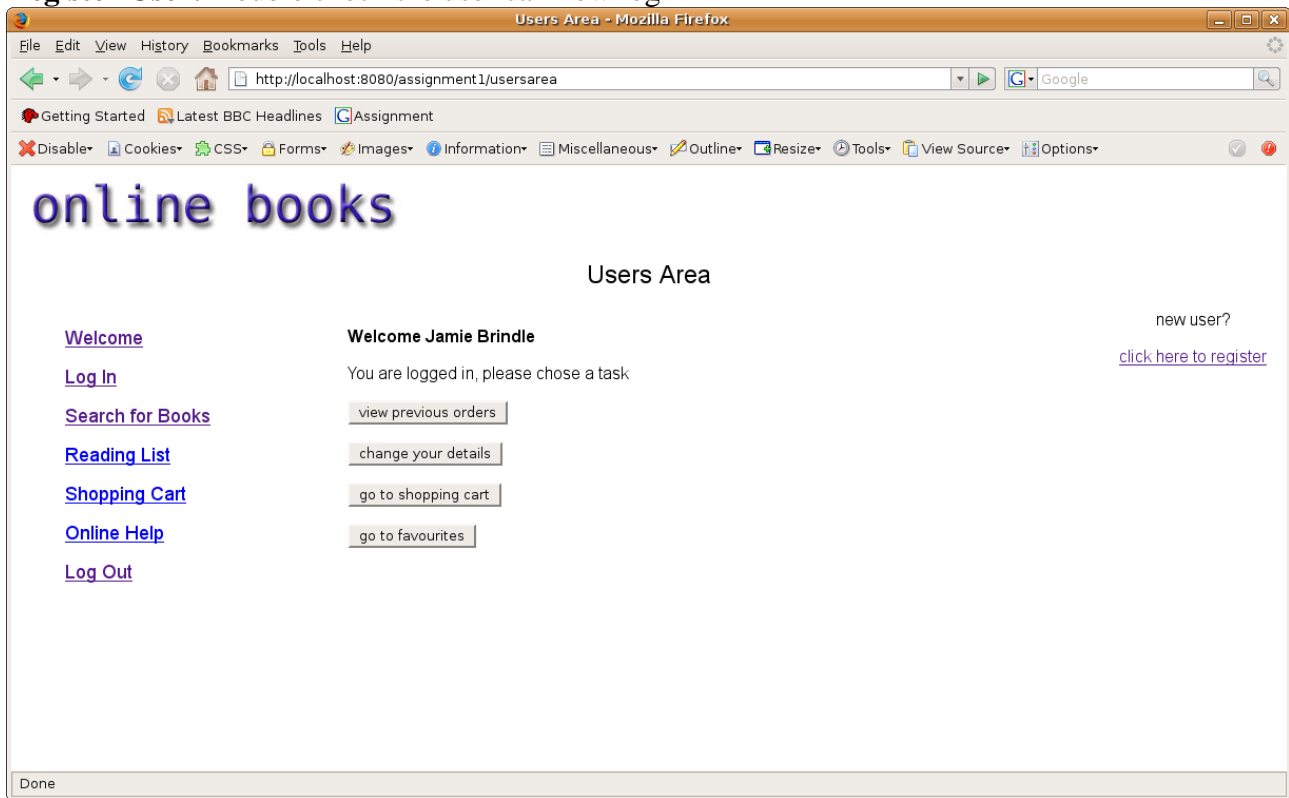 Users Area - Mozilla Firefox
File Edit View History Bookmarks Tools Help
http://localhost:8080/assignment1/usersarea
G Google
Getting Started Latest BBC Headlines Assignment
Disable Cookies CSS Forms Images Information Miscellaneous Outline Resize Tools View Source Options
online books
Users Area
Welcome
Log In
Search for Books
Reading List
Shopping Cart
Online Help
Log Out
Welcome Jamie Brindle
You are logged in, please chose a task
view previous orders
change your details
go to shopping cart
go to favourites
new user?
click here to register
Done